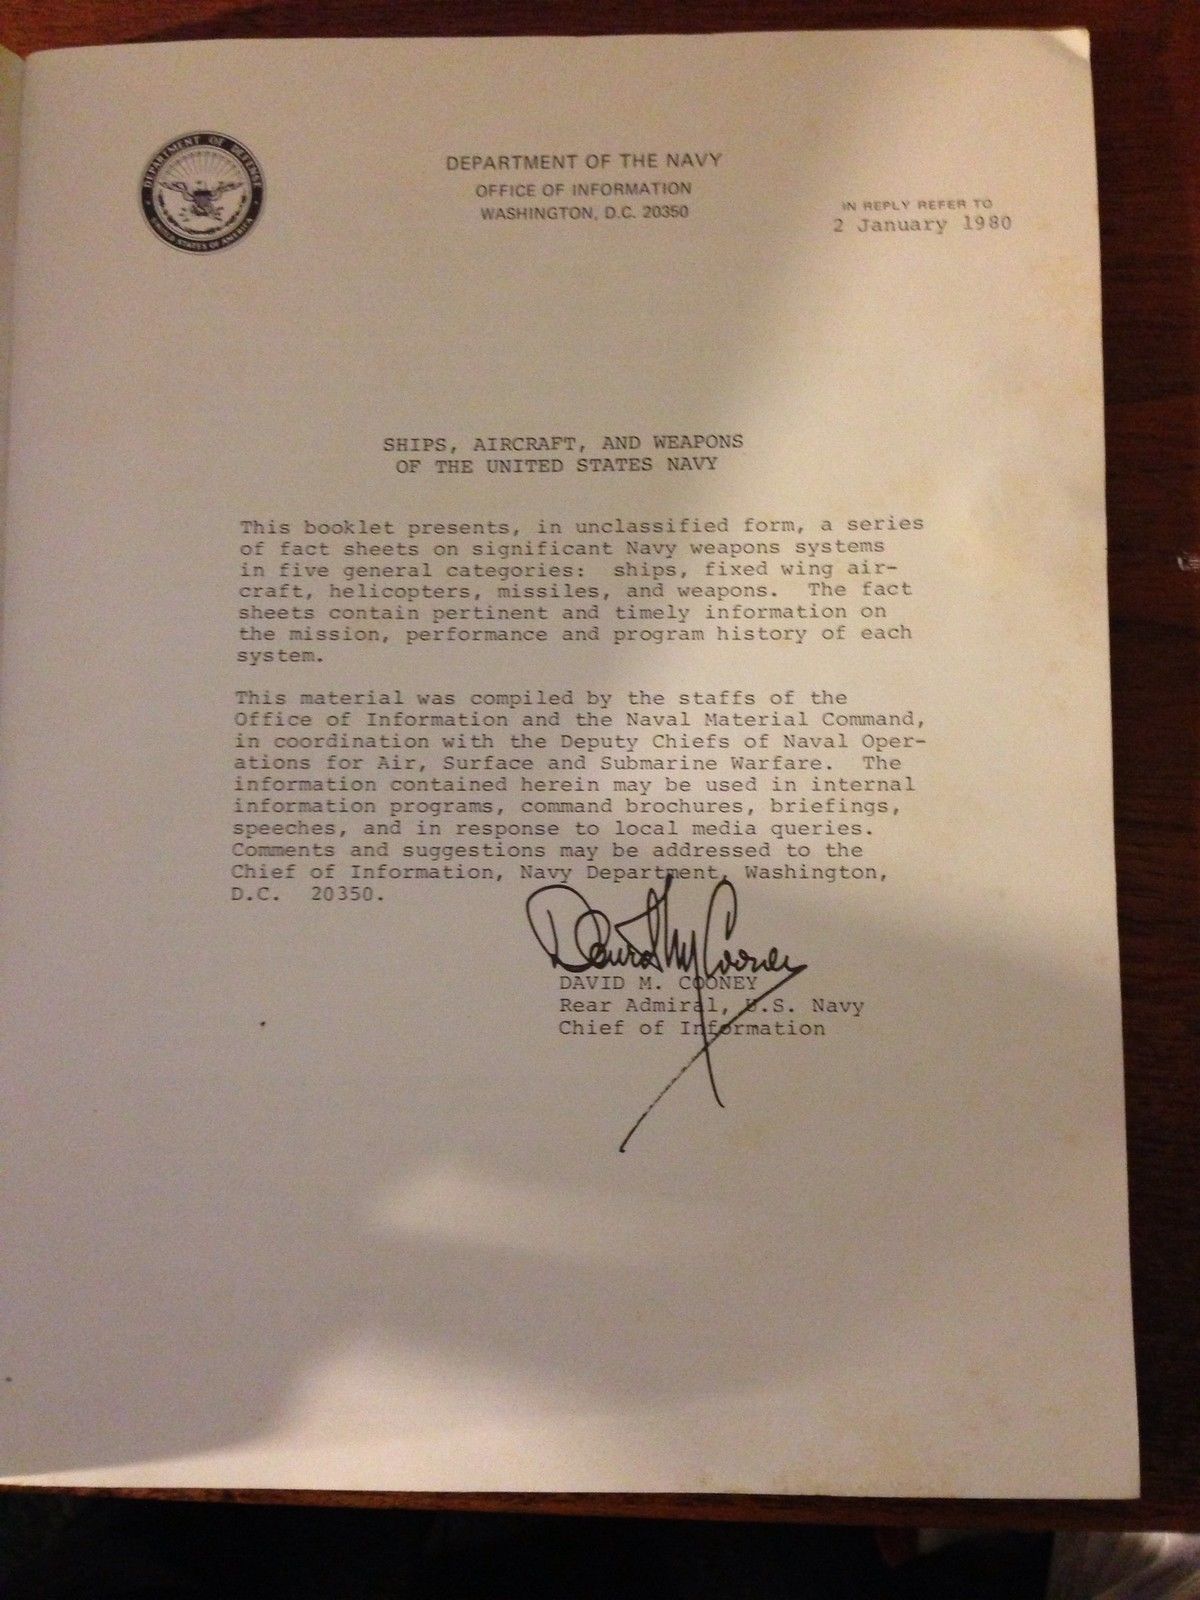 DEPARTMENT OF DEFENSE
UNITED STATES OF AMERICA
DEPARTMENT OF THE NAVY
OFFICE OF INFORMATION
WASHINGTON, D.C. 20350
IN REPLY REFER TO
2 January 1980
SHIPS, AIRCRAFT, AND WEAPONS
OF THE UNITED STATES NAVY
This booklet presents, in unclassified form, a series
of fact sheets on significant Navy weapons systems
in five general categories: ships, fixed wing air-
craft, helicopters, missiles, and weapons. The fact
sheets contain pertinent and timely information on
the mission, performance and program history of each
system.
This material was compiled by the staffs of the
Office of Information and the Naval Material Command,
in coordination with the Deputy Chiefs of Naval Oper-
ations for Air, Surface and Submarine Warfare. The
information contained herein may be used in internal
information programs, command brochures, briefings,
speeches, and in response to local media queries.
Comments and suggestions may be addressed to the
Chief of Information, Navy Department, Washington,
D.C. 20350.
DAVID M. COONEY
Rear Admiral, U.S. Navy
Chief of Information